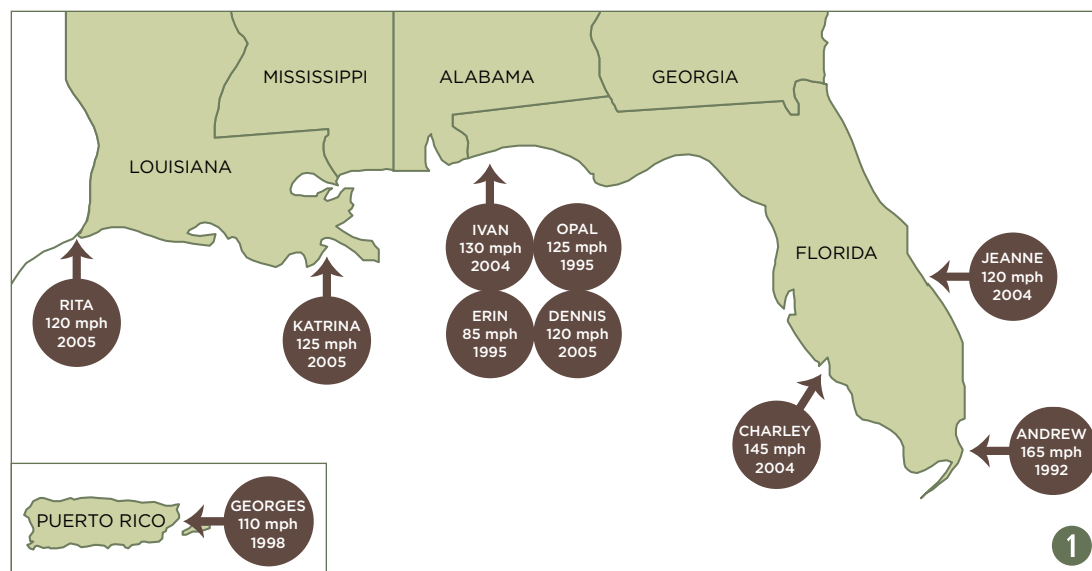 MISSISSIPPI
ALABAMA
GEORGIA
LOUISIANA
FLORIDA
IVAN
130 mph
2004
OPAL
125 mph
1995
ERIN
85 mph
1995
DENNIS
120 mph
2005
JEANNE
120 mph
2004
RITA
120 mph
2005
KATRINA
125 mph
2005
CHARLEY
145 mph
2004
ANDREW
165 mph
1992
PUERTO RICO
GEORGES
110 mph
1998
1